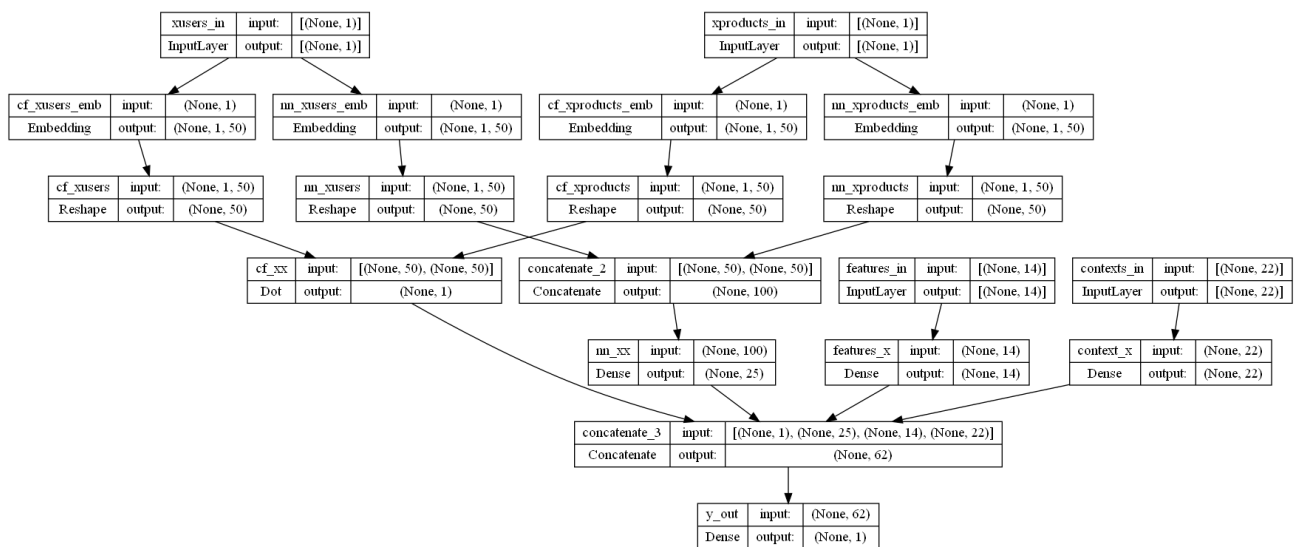 xusers_in input: [(None, 1)]
InputLayer output: [(None, 1)]
xproducts_in input: [(None, 1)]
InputLayer output: [(None, 1)]
cf_xusers_emb input: (None, 1)
Embedding output: (None, 1, 50)
nn_xusers_emb input: (None, 1)
Embedding output: (None, 1, 50)
cf_xproducts_emb input: (None, 1)
Embedding output: (None, 1, 50)
nn_xproducts_emb input: (None, 1)
Embedding output: (None, 1, 50)
cf_xusers input: (None, 1, 50)
Reshape output: (None, 50)
nn_xusers input: (None, 1, 50)
Reshape output: (None, 50)
cf_xproducts input: (None, 1, 50)
Reshape output: (None, 50)
nn_xproducts input: (None, 1, 50)
Reshape output: (None, 50)
cf_xx input: [(None, 50), (None, 50)]
Dot output: (None, 1)
concatenate_2 input: [(None, 50), (None, 50)]
Concatenate output: (None, 100)
features_in input: [(None, 14)]
InputLayer output: [(None, 14)]
contexts_in input: [(None, 22)]
InputLayer output: [(None, 22)]
nn_xx input: (None, 100)
Dense output: (None, 25)
features_x input: (None, 14)
Dense output: (None, 14)
context_x input: (None, 22)
Dense output: (None, 22)
concatenate_3 input: [(None, 1), (None, 25), (None, 14), (None, 22)]
Concatenate output: (None, 62)
y_out input: (None, 62)
Dense output: (None, 1)